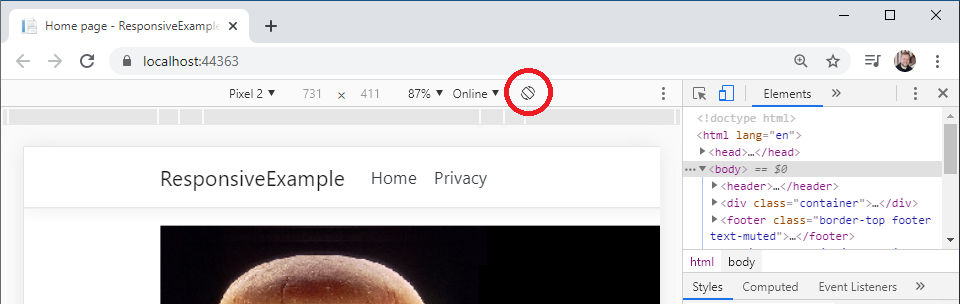 Home page - ResponsiveExample
localhost:44363
Pixel 2 731 × 411 87% Online
Elements
<!doctype html>
<html lang="en">
<head>…</head>
<body> == $0
<header>…</header>
<div class="container">…</div>
<footer class="border-top footer
text-muted">…</footer>
html body
Styles Computed Event Listeners
ResponsiveExample Home Privacy